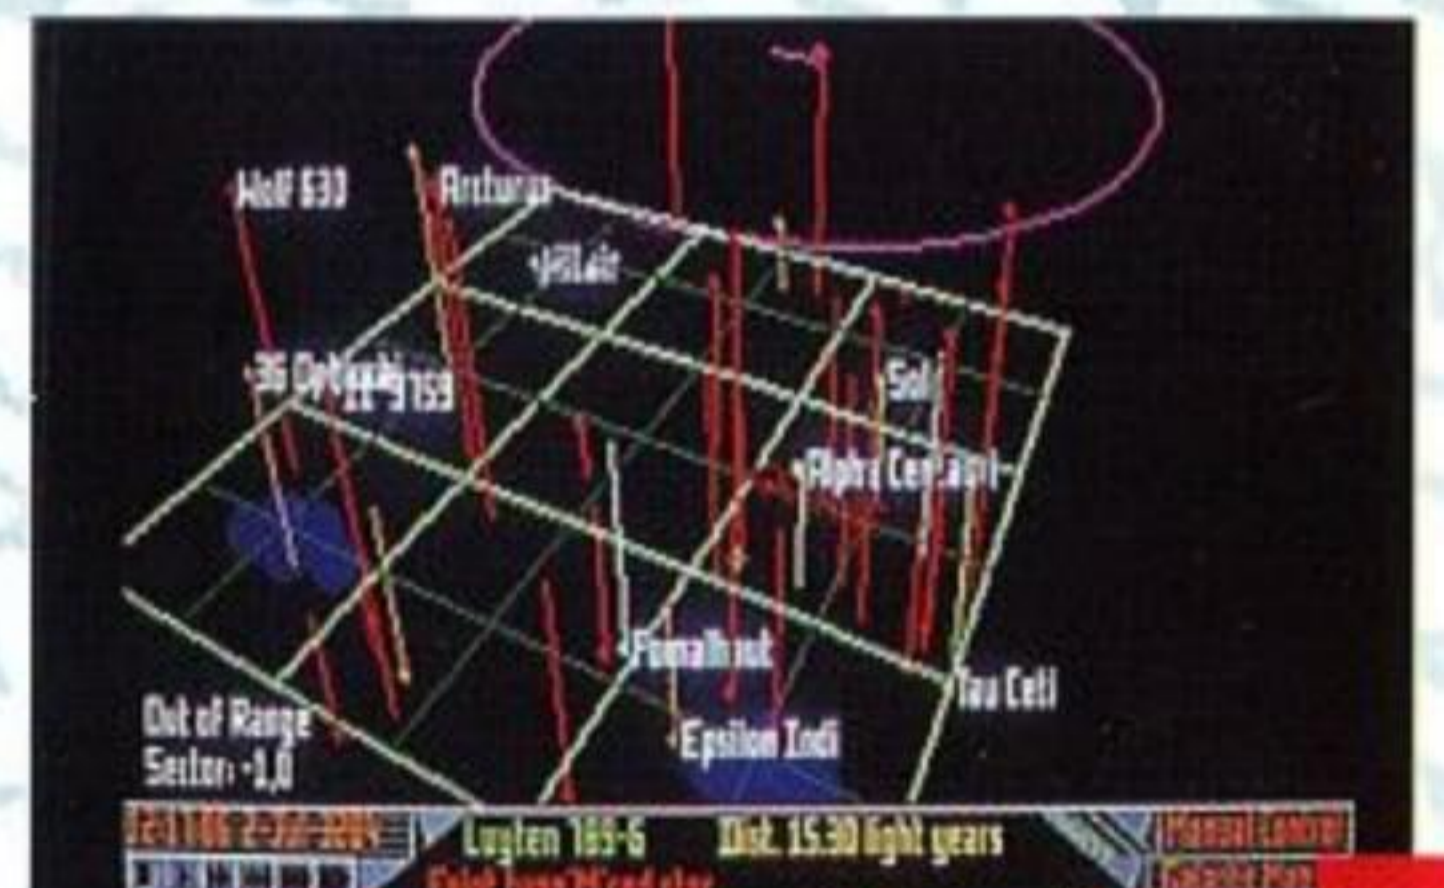 Wolf 630
Arcturus
Sol
Alpha Centauri
Fomalhaut
Tau Ceti
Epsilon Indi
Out of Range
Sector: -1,0
Luyten 789-6
Dist. 15.30 light years
Manual Control